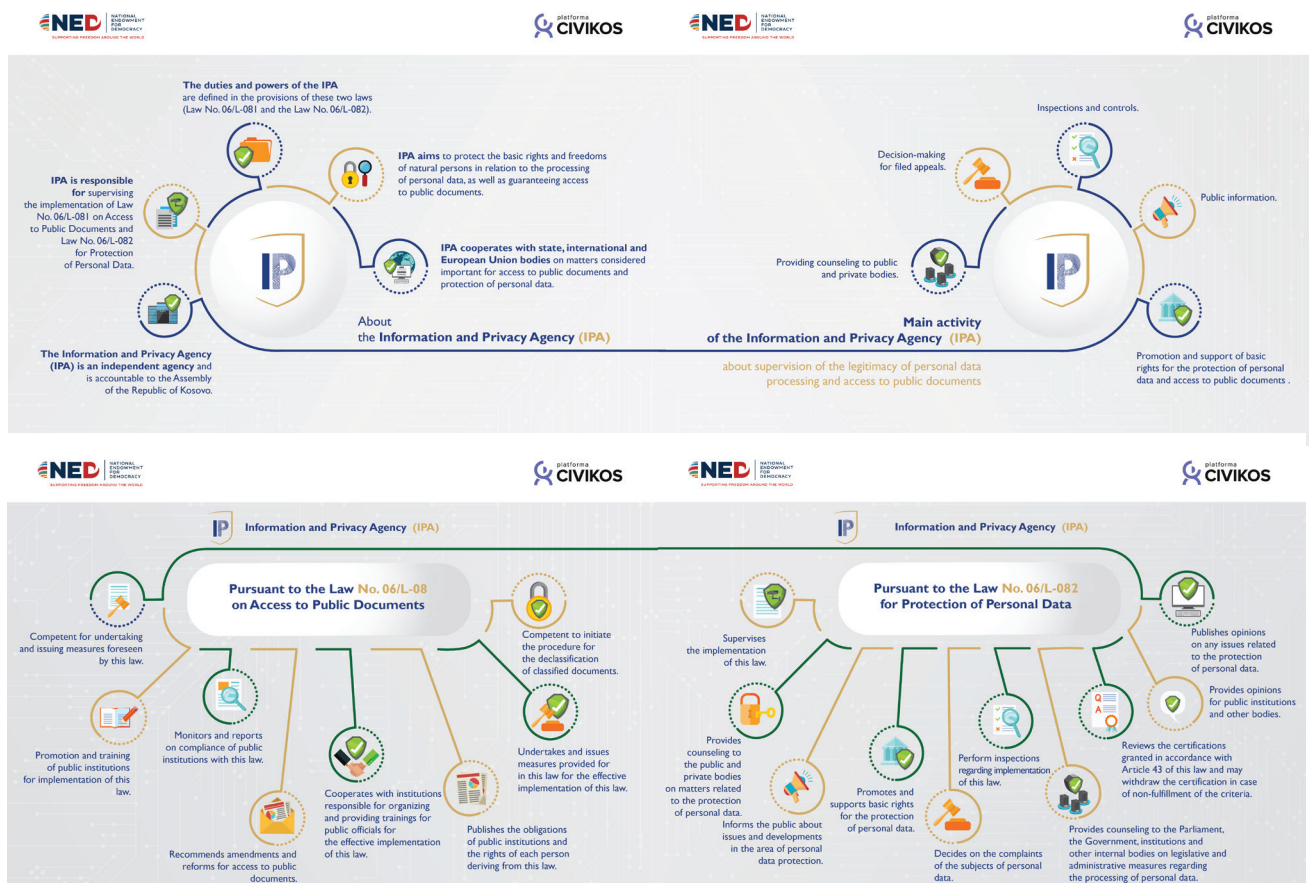 NED
NATIONAL
ENDOWMENT
FOR
DEMOCRACY
SUPPORTING FREEDOM AROUND THE WORLD
platforma
CIVIKOS
The duties and powers of the IPA
are defined in the provisions of these two laws
(Law No. 06/L-081 and the Law No. 06/L-082).
IPA aims to protect the basic rights and freedoms
of natural persons in relation to the processing
of personal data, as well as guaranteeing access
to public documents.
IPA is responsible
for supervising
the implementation of Law
No. 06/L-081 on Access
to Public Documents and
Law No. 06/L-082
for Protection
of Personal Data.
IPA cooperates with state, international and
European Union bodies on matters considered
important for access to public documents and
protection of personal data.
IP
The Information and Privacy Agency
(IPA) is an independent agency and
is accountable to the Assembly
of the Republic of Kosovo.
About
the Information and Privacy Agency (IPA)
NED
NATIONAL
ENDOWMENT
FOR
DEMOCRACY
SUPPORTING FREEDOM AROUND THE WORLD
platforma
CIVIKOS
Inspections and controls.
Decision-making
for filed appeals.
Public information.
Providing counseling to public
and private bodies.
IP
Promotion and support of basic
rights for the protection of personal
data and access to public documents .
Main activity
of the Information and Privacy Agency (IPA)
about supervision of the legitimacy of personal data
processing and access to public documents
NED
NATIONAL
ENDOWMENT
FOR
DEMOCRACY
SUPPORTING FREEDOM AROUND THE WORLD
platforma
CIVIKOS
IP
Information and Privacy Agency (IPA)
Pursuant to the Law No. 06/L-08
on Access to Public Documents
Competent for undertaking
and issuing measures foreseen
by this law.
Promotion and training
of public institutions
for implementation of this
law.
Monitors and reports
on compliance of public
institutions with this law.
Recommends amendments and
reforms for access to public
documents.
Cooperates with institutions
responsible for organizing
and providing trainings for
public officials for
the effective implementation
of this law.
Publishes the obligations
of public institutions and
the rights of each person
deriving from this law.
Competent to initiate
the procedure for
the declassification
of classified documents.
Undertakes and issues
measures provided for
in this law for the effective
implementation of this law.
NED
NATIONAL
ENDOWMENT
FOR
DEMOCRACY
SUPPORTING FREEDOM AROUND THE WORLD
platforma
CIVIKOS
IP
Information and Privacy Agency (IPA)
Pursuant to the Law No. 06/L-082
for Protection of Personal Data
Supervises
the implementation
of this law.
Provides
counseling to
the public and
private bodies
on matters related
to the protection
of personal data.
Informs the public about
issues and developments
in the area of personal
data protection.
Promotes and
supports basic rights
for the protection
of personal data.
Decides on the complaints
of the subjects of personal
data.
Perform inspections
regarding implementation
of this law.
Q
A
Reviews the certifications
granted in accordance with
Article 43 of this law and may
withdraw the certification in case
of non-fulfillment of the criteria.
Provides counseling to the Parliament,
the Government, institutions and
other internal bodies on legislative and
administrative measures regarding
the processing of personal data.
Publishes opinions
on any issues related
to the protection
of personal data.
Provides opinions
for public institutions
and other bodies.